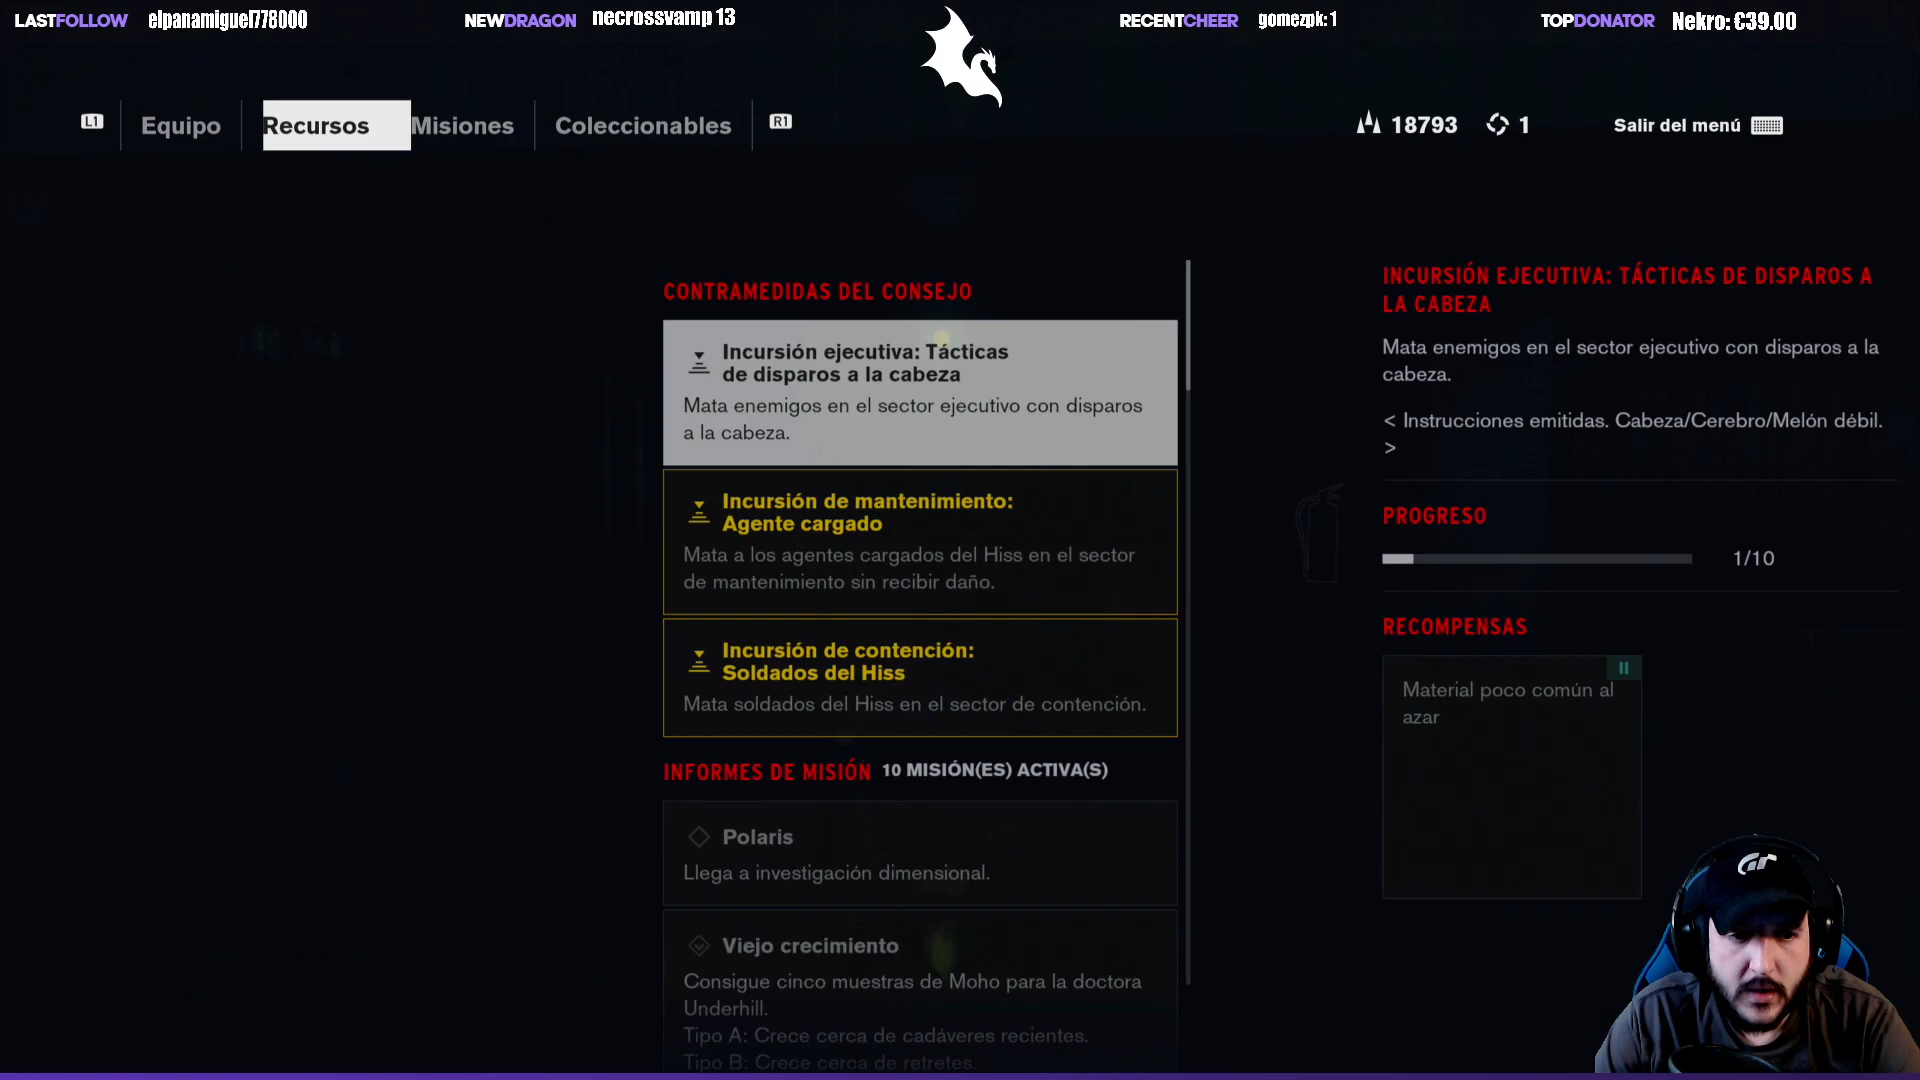 LASTFOLLOW elpanamiguel778000 NEWDRAGON necrossvamp 13 RECENTCHEER gomezpk: 1 TOPDONATOR Nekro: €39.00
L1 Equipo Recursos Misiones Coleccionables R1 18793 1 Salir del menú
CONTRAMEDIDAS DEL CONSEJO
Incursión ejecutiva: Tácticas
de disparos a la cabeza
Mata enemigos en el sector ejecutivo con disparos
a la cabeza.
Incursión de mantenimiento:
Agente cargado
Mata a los agentes cargados del Hiss en el sector
de mantenimiento sin recibir daño.
Incursión de contención:
Soldados del Hiss
Mata soldados del Hiss en el sector de contención.
INFORMES DE MISIÓN 10 MISIÓN(ES) ACTIVA(S)
Polaris
Llega a investigación dimensional.
Viejo crecimiento
Consigue cinco muestras de Moho para la doctora
Underhill.
Tipo A: Crece cerca de cadáveres recientes.
Tipo B: Crece cerca de retretes.
INCURSIÓN EJECUTIVA: TÁCTICAS DE DISPAROS A
LA CABEZA
Mata enemigos en el sector ejecutivo con disparos a la
cabeza.
< Instrucciones emitidas. Cabeza/Cerebro/Melón débil.
>
PROGRESO
1/10
RECOMPENSAS
II
Material poco común al
azar
GT